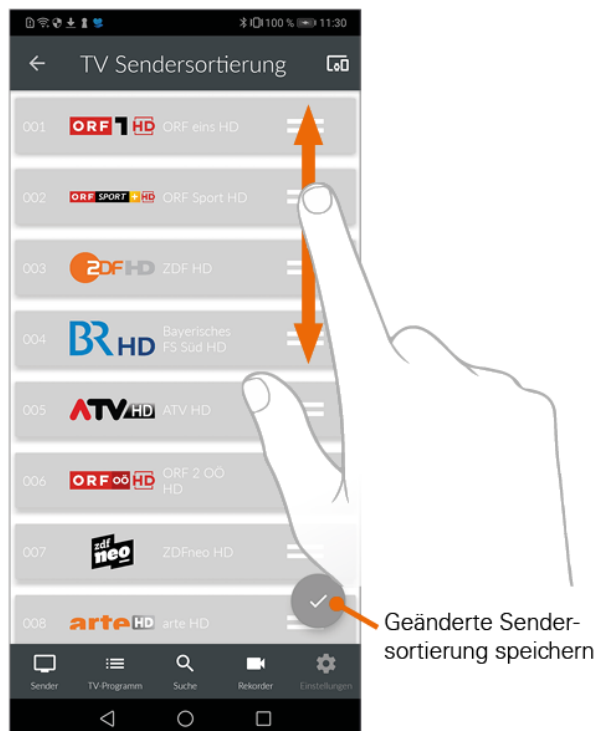 100 % 11:30
TV Sendersortierung
001 ORF 1 HD ORF eins HD
002 ORF SPORT + HD ORF Sport HD
003 2DF HD ZDF HD
004 BR HD Bayerisches
FS Süd HD
005 ATV HD ATV HD
006 ORF OÖ HD ORF 2 OÖ
HD
007 zdf
neo ZDFneo HD
008 arte HD arte HD
Geänderte Sender-
sortierung speichern
Sender TV-Programm Suche Rekorder Einstellungen